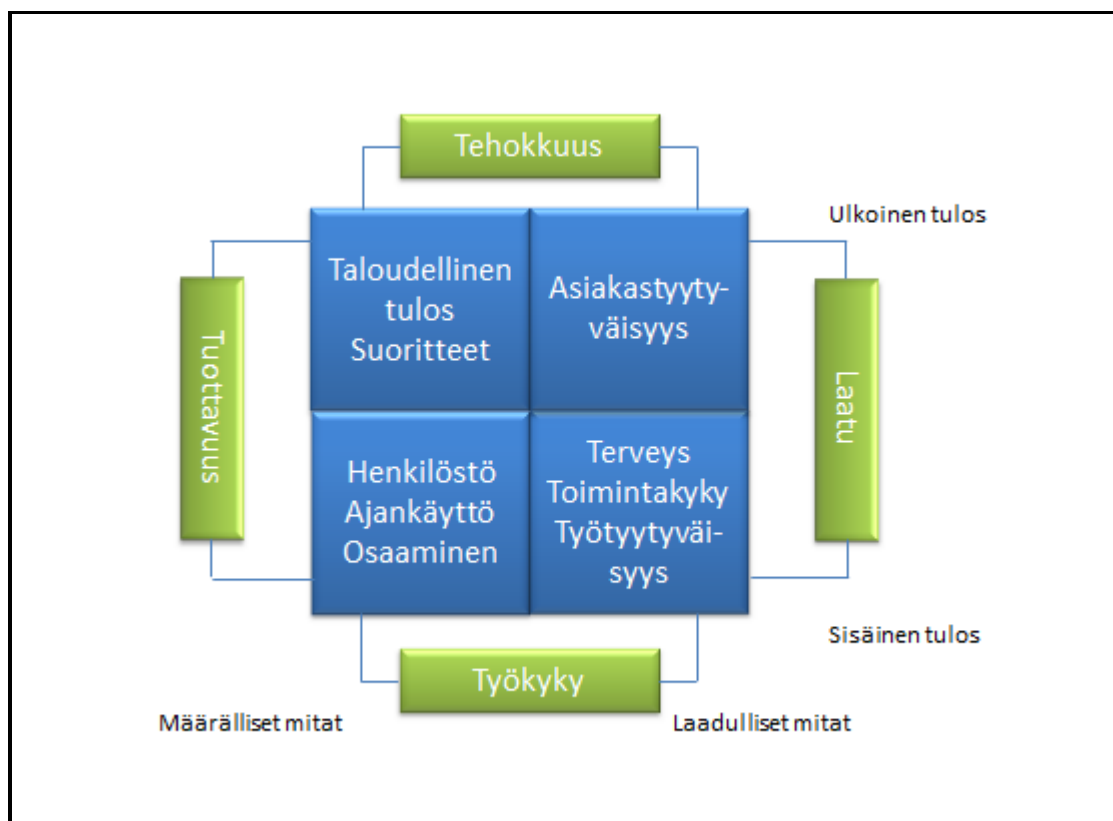 Tehokkuus
Ulkoinen tulos
Taloudellinen
tulos
Suoritteet
Asiakastyyty-
väisyys
Tuottavuus
Laatu
Henkilöstö
Ajankäyttö
Osaaminen
Terveys
Toimintakyky
Työtyytyväi-
syys
Sisäinen tulos
Työkyky
Määrälliset mitat
Laadulliset mitat